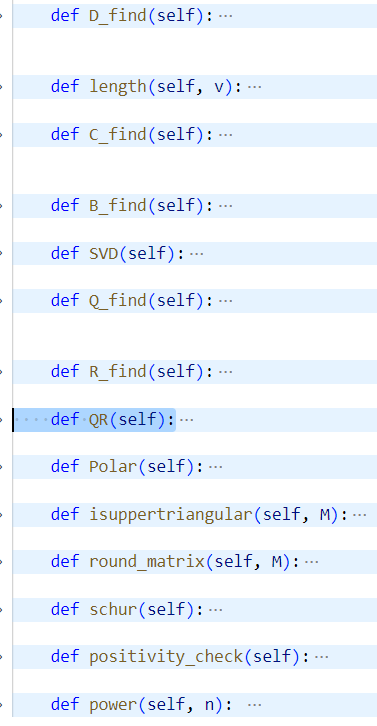 def D_find(self): ···
def length(self, v): ···
def C_find(self): ···
def B_find(self): ···
def SVD(self): ···
def Q_find(self): ···
def R_find(self): ···
def QR(self): ···
def Polar(self): ···
def isuppertriangular(self, M): ···
def round_matrix(self, M): ···
def schur(self): ···
def positivity_check(self): ···
def power(self, n): ···